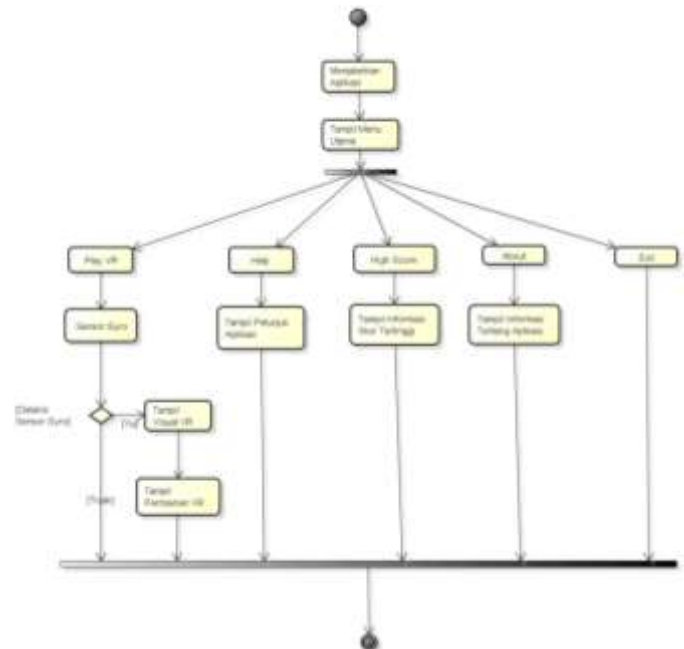 Menjalankan
Aplikasi
Tampil Menu
Utama
Play VR
Help
High Score
About
Exit
Sensor Gyro
Tampil Petunjuk
Aplikasi
Tampil Informasi
Skor Tertinggi
Tampil Informasi
Tentang Aplikasi
[Deteksi
Sensor Gyro]
[Ya]
Tampil
Visual VR
[Tidak]
Tampil
Permainan VR